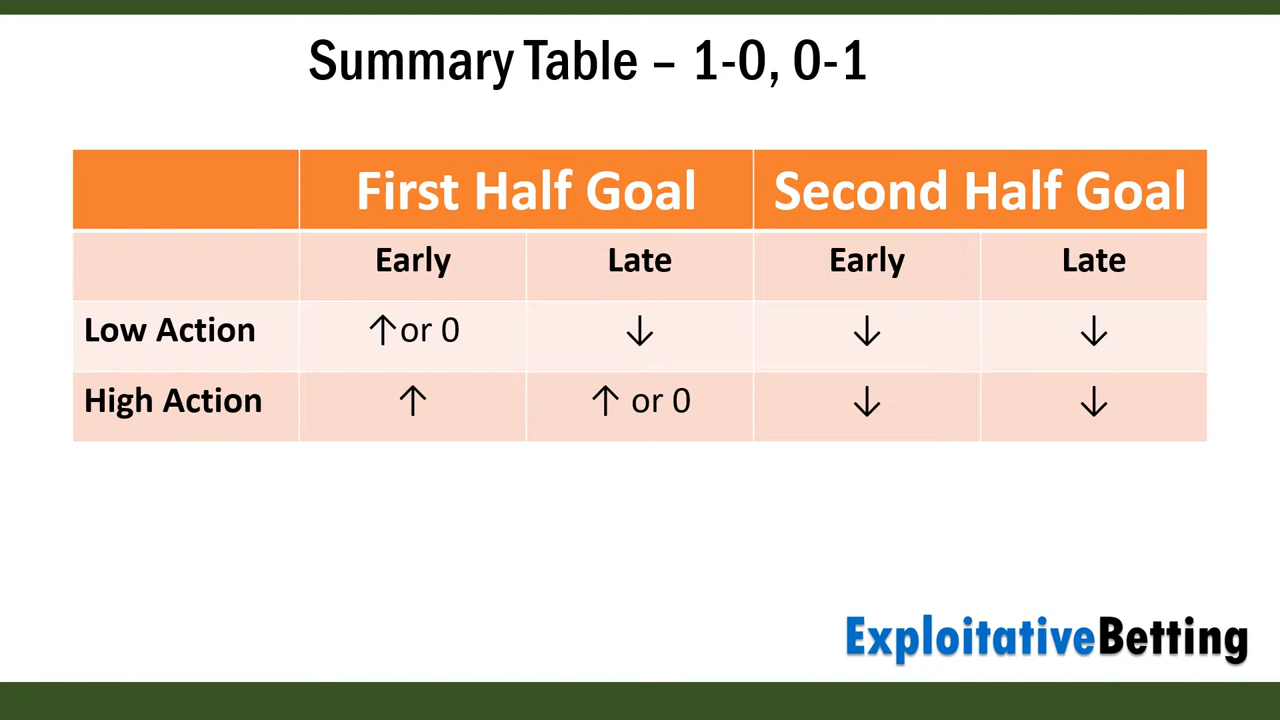 Summary Table – 1-0, 0-1
First Half Goal Second Half Goal
Early Late Early Late
Low Action ↑or 0 ↓ ↓ ↓
High Action ↑ ↑ or 0 ↓ ↓
ExploitativeBetting